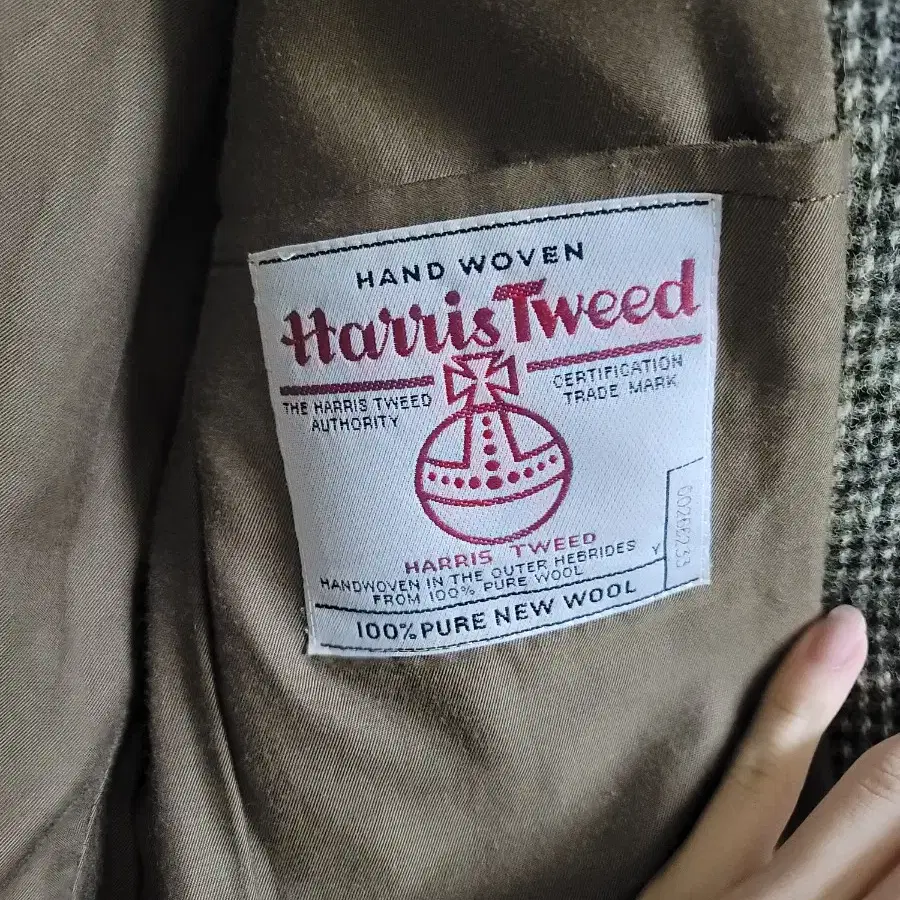 HAND WOVEN
Harris Tweed
THE HARRIS TWEED
AUTHORITY
CERTIFICATION
TRADE MARK
HARRIS TWEED
HANDWOVEN IN THE OUTER HEBRIDES
FROM 100% PURE WOOL
Y
100% PURE NEW WOOL